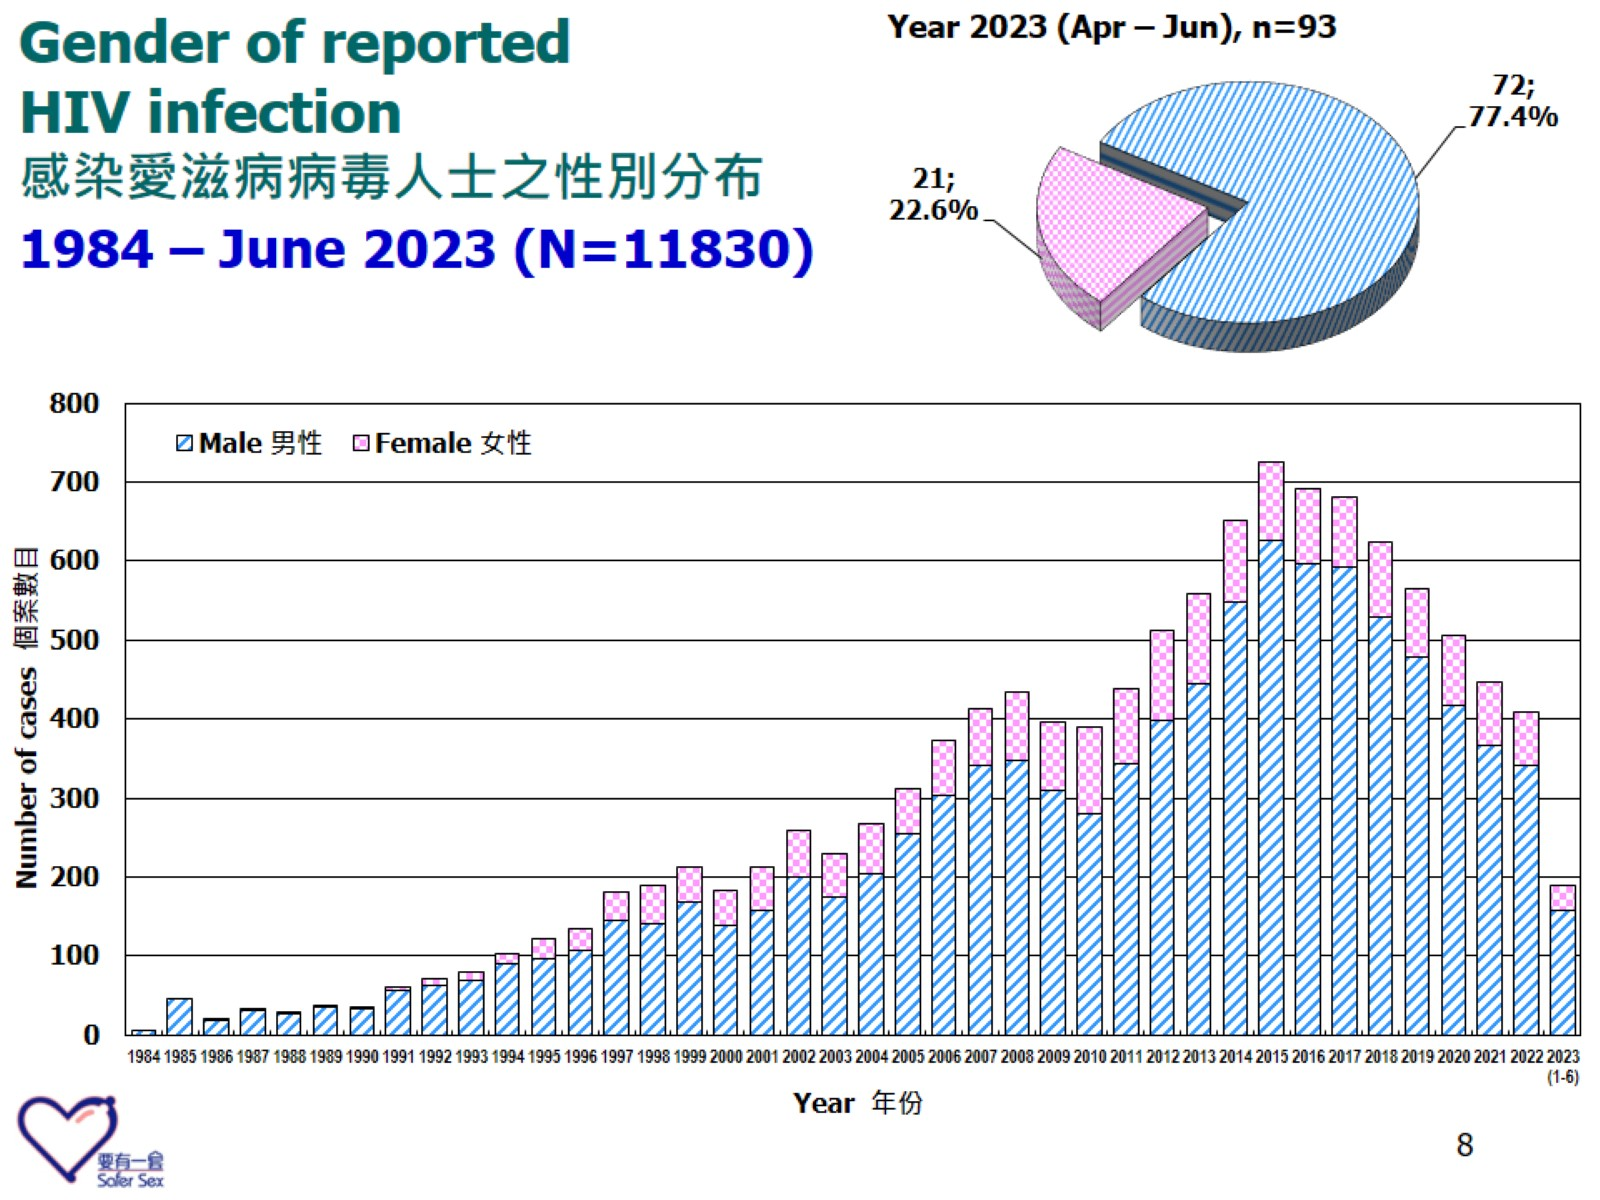 Gender of reported
HIV infection
感染愛滋病病毒人士之性別分布
1984 – June 2023 (N=11830)
Year 2023 (Apr – Jun), n=93
72;
77.4%
21;
22.6%
800
700
600
500
400
300
200
100
0
Number of cases 個案數目
Male 男性 Female 女性
1984 1985 1986 1987 1988 1989 1990 1991 1992 1993 1994 1995 1996 1997 1998 1999 2000 2001 2002 2003 2004 2005 2006 2007 2008 2009 2010 2011 2012 2013 2014 2015 2016 2017 2018 2019 2020 2021 2022 2023
(1-6)
Year 年份
要有一套
Safer Sex
8